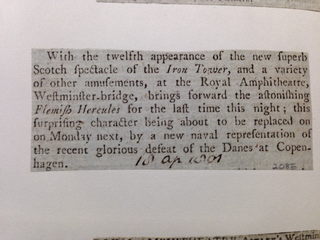 With the twelfth appearance of the new superb
Scotch spectacle of the Iron Tower, and a variety
of other amusements, at the Royal Amphitheatre,
Westminster-bridge, brings forward the astonishing
Flemish Hercules for the last time this night; this
surprising character being about to be replaced on
on Monday next, by a new naval representation of
the recent glorious defeat of the Danes at Copen-
hagen.
18 Ap 1801